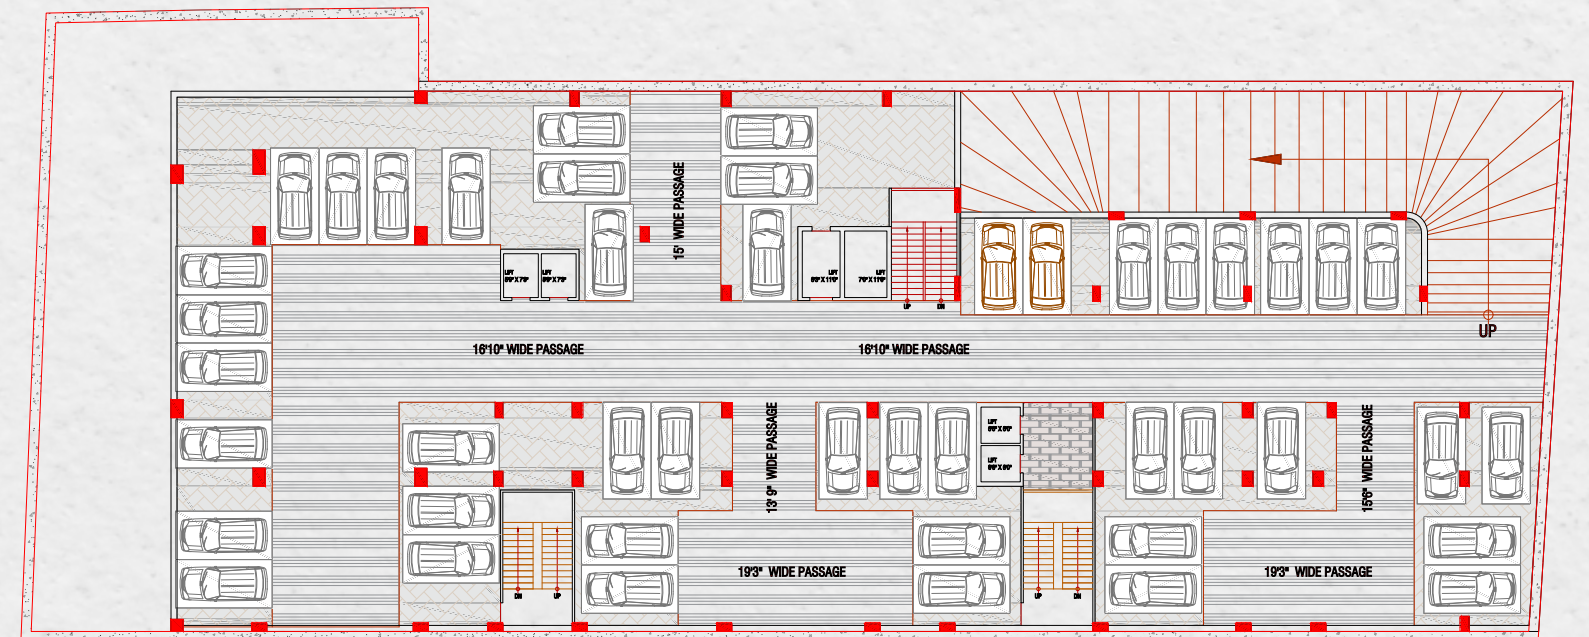 15' WIDE PASSAGE
LIFT
LIFT
LIFT
LIFT
UP
DN
UP
16'10" WIDE PASSAGE
16'10" WIDE PASSAGE
13' 9" WIDE PASSAGE
15'6" WIDE PASSAGE
LIFT
LIFT
19'3" WIDE PASSAGE
19'3" WIDE PASSAGE
DN
UP
UP
DN